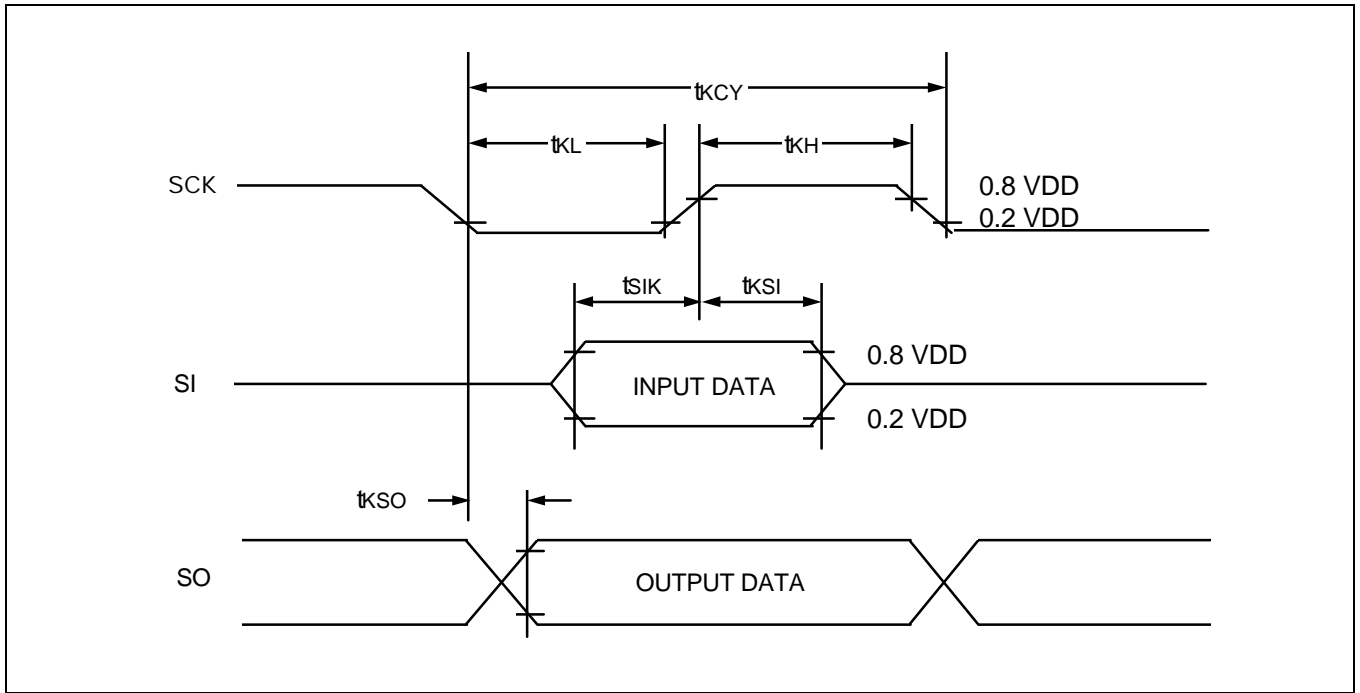 tKCY
tKL
tKH
SCK
0.8 VDD
0.2 VDD
tSIK
tKSI
SI
INPUT DATA
0.8 VDD
0.2 VDD
tKSO
SO
OUTPUT DATA